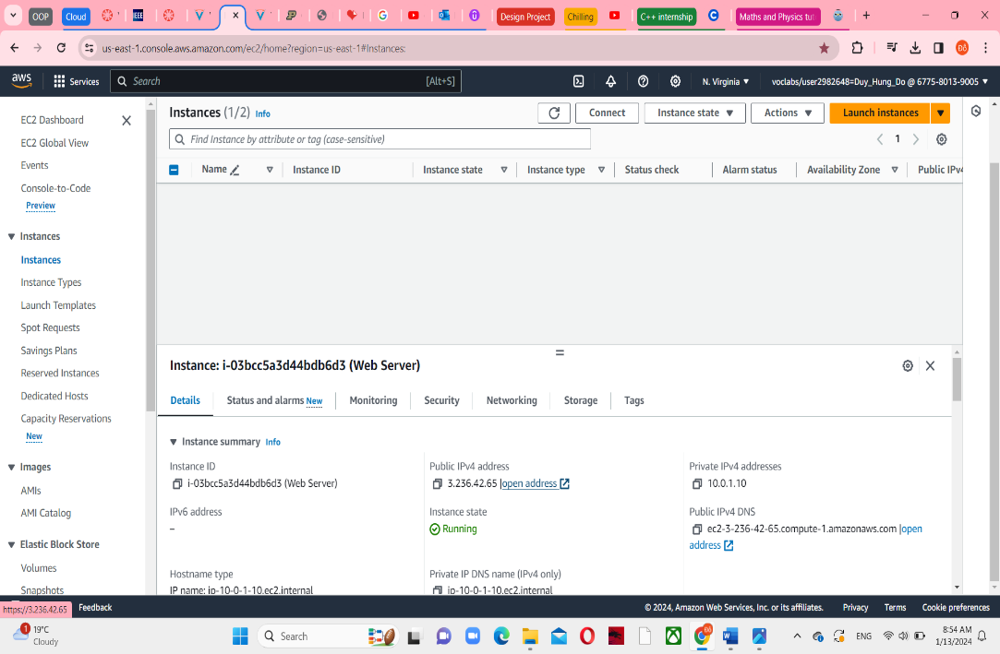 OOP Cloud IEEE Design Project Chilling C++ internship Maths and Physics tut
us-east-1.console.aws.amazon.com/ec2/home?region=us-east-1#Instances:
aws Services Search [Alt+S] N. Virginia voclabs/user2982648=Duy_Hung_Do @ 6775-8013-9005
EC2 Dashboard
EC2 Global View
Events
Console-to-Code
Preview
Instances
Instances
Instance Types
Launch Templates
Spot Requests
Savings Plans
Reserved Instances
Dedicated Hosts
Capacity Reservations
New
Images
AMIs
AMI Catalog
Elastic Block Store
Volumes
Snapshots
Instances (1/2) Info Connect Instance state Actions Launch instances
Find Instance by attribute or tag (case-sensitive) 1
Name Instance ID Instance state Instance type Status check Alarm status Availability Zone Public IPv4
Instance: i-03bcc5a3d44bdb6d3 (Web Server)
Details Status and alarms New Monitoring Security Networking Storage Tags
Instance summary Info
Instance ID
i-03bcc5a3d44bdb6d3 (Web Server)
Public IPv4 address
3.236.42.65 |open address
Private IPv4 addresses
10.0.1.10
IPv6 address
–
Instance state
Running
Public IPv4 DNS
ec2-3-236-42-65.compute-1.amazonaws.com |open
address
Hostname type
IP name: ip-10-0-1-10.ec2.internal
Private IP DNS name (IPv4 only)
ip-10-0-1-10.ec2.internal
https://3.236.42.65 Feedback © 2024, Amazon Web Services, Inc. or its affiliates. Privacy Terms Cookie preferences
1 19°C
Cloudy
Search
ENG
8:54 AM
1/13/2024